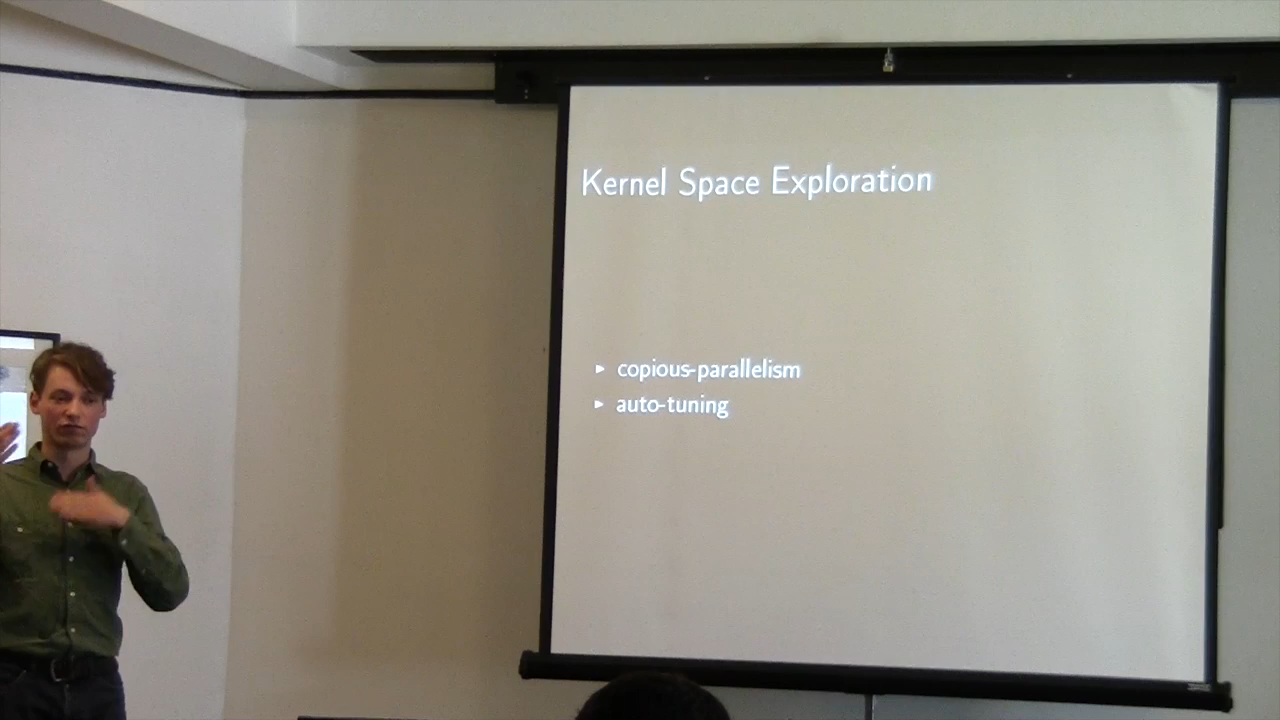 Kernel Space Exploration
▸ copious-parallelism
▸ auto-tuning